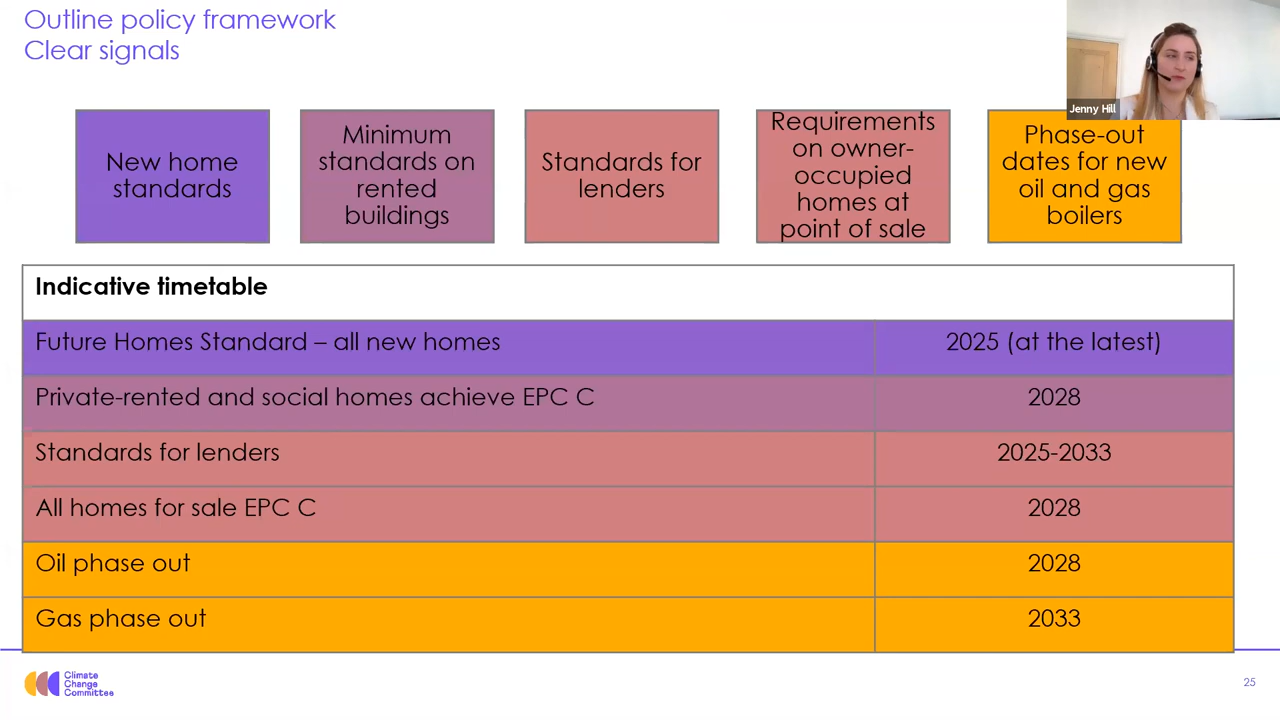 Outline policy framework
Clear signals
Jenny Hill
New home
standards
Minimum
standards on
rented
buildings
Standards for
lenders
Requirements
on owner-
occupied
homes at
point of sale
Phase-out
dates for new
oil and gas
boilers
Indicative timetable
Future Homes Standard – all new homes 2025 (at the latest)
Private-rented and social homes achieve EPC C 2028
Standards for lenders 2025-2033
All homes for sale EPC C 2028
Oil phase out 2028
Gas phase out 2033
Climate
Change
Committee
25